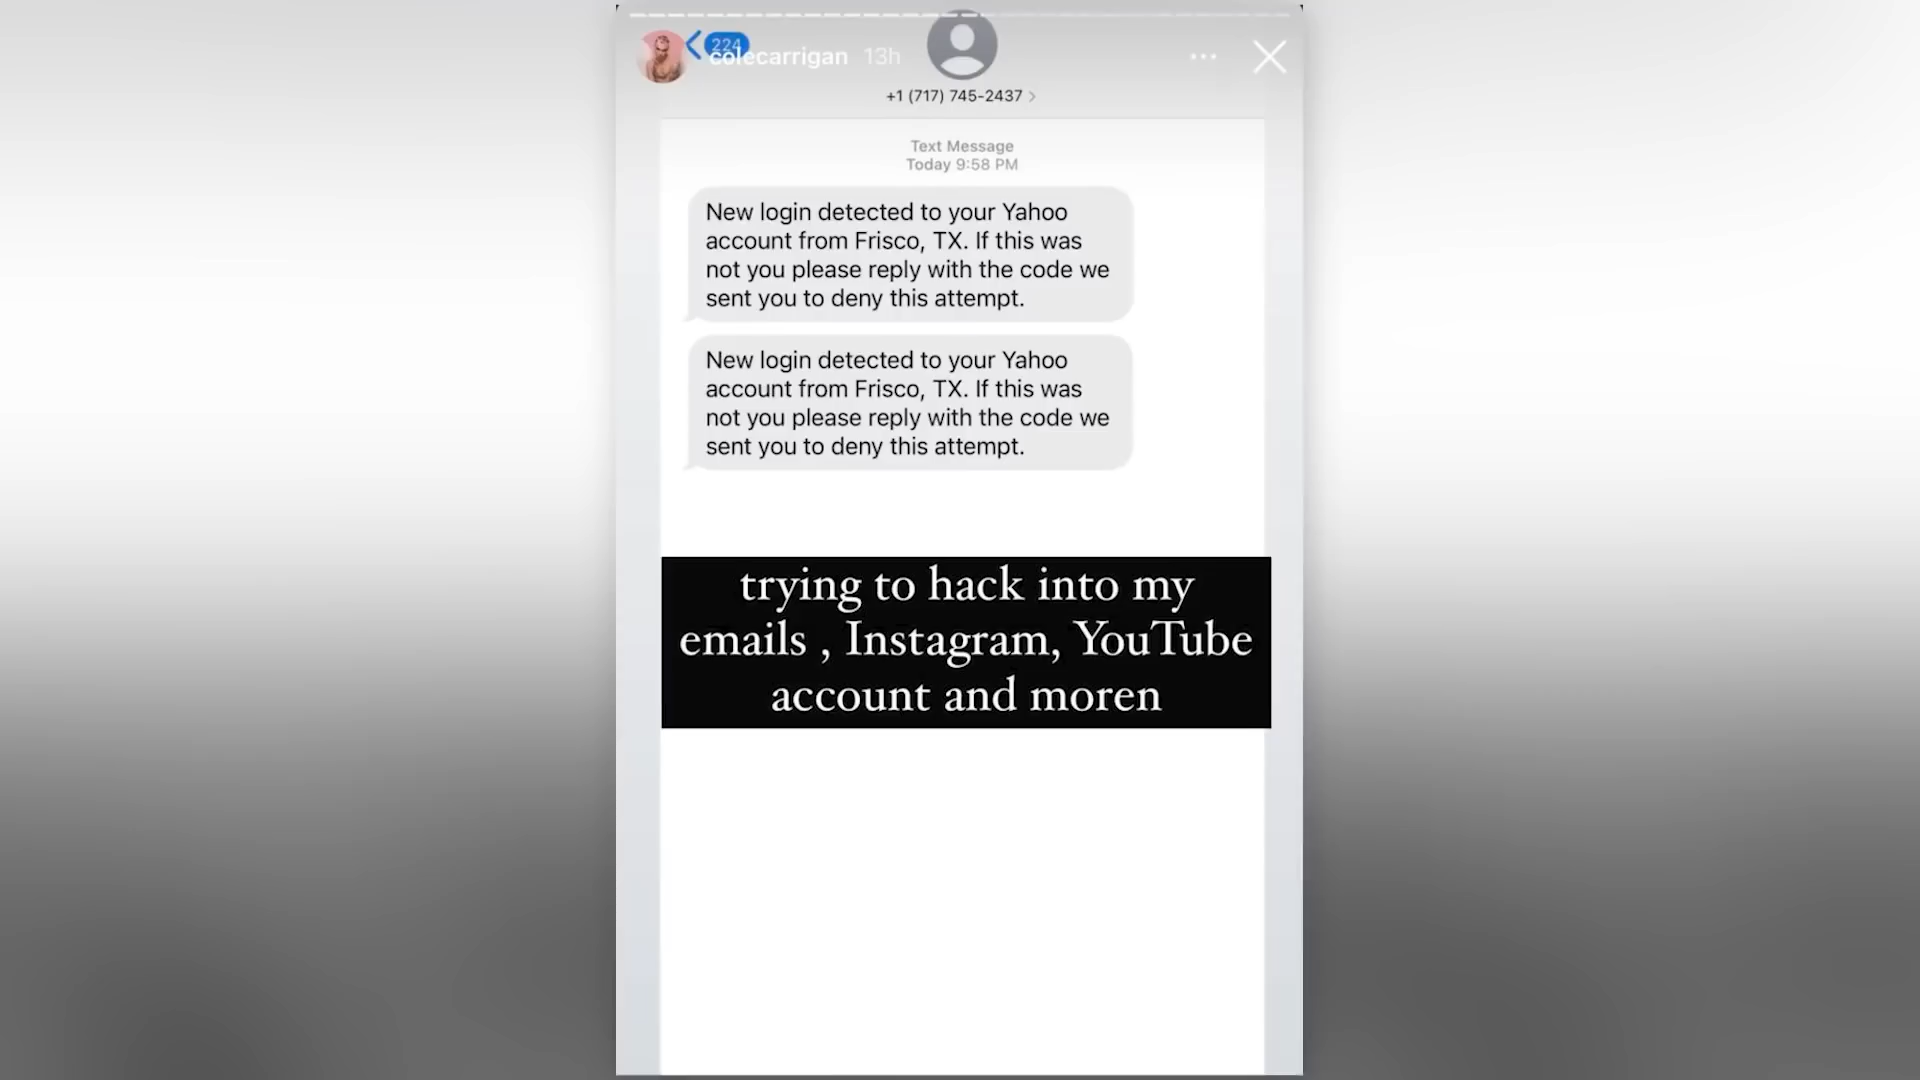 224
colecarrigan 13h
+1 (717) 745-2437 >
Text Message
Today 9:58 PM
New login detected to your Yahoo
account from Frisco, TX. If this was
not you please reply with the code we
sent you to deny this attempt.
New login detected to your Yahoo
account from Frisco, TX. If this was
not you please reply with the code we
sent you to deny this attempt.
trying to hack into my
emails , Instagram, YouTube
account and moren